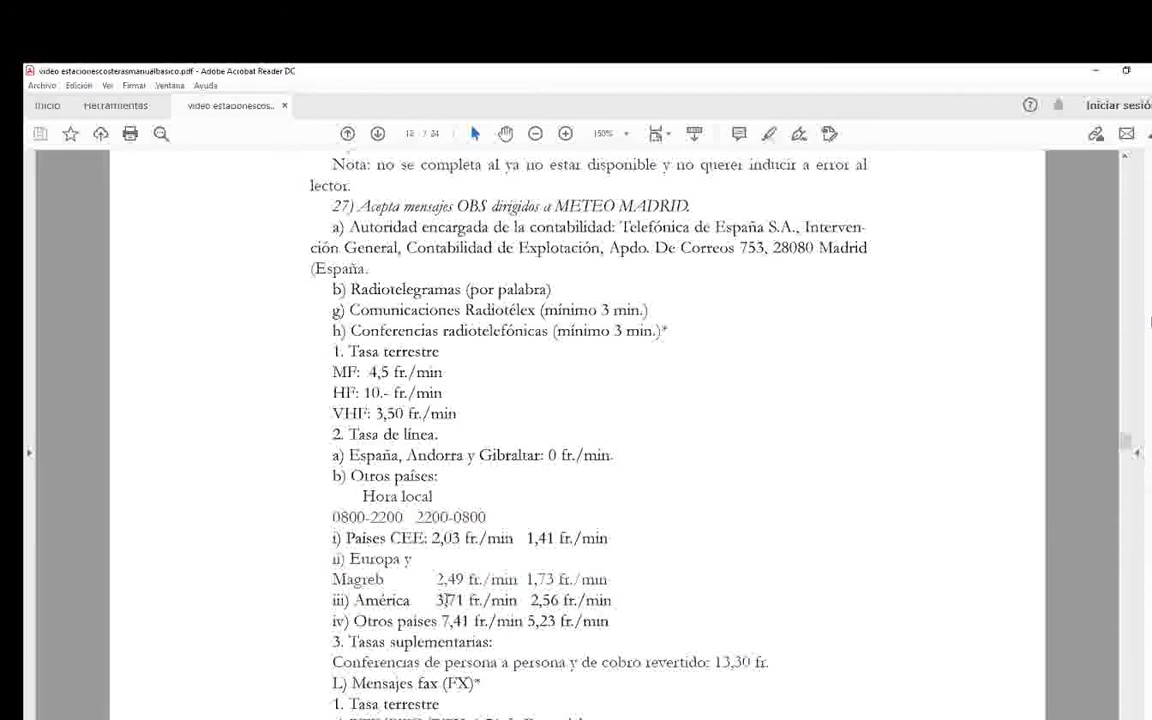 video estacionescosterasmanualbasico.pdf - Adobe Acrobat Reader DC
Archivo Edición Ver Firmar Ventana Ayuda
Inicio Herramientas video estacionescos... × Iniciar sesió
12 / 24 150%
Nota: no se completa al ya no estar disponible y no querer inducir a error al
lector.
27) Acepta mensajes OBS dirigidos a METEO MADRID.
a) Autoridad encargada de la contabilidad: Telefónica de España S.A., Interven-
ción General, Contabilidad de Explotación, Apdo. De Correos 753, 28080 Madrid
(España.
b) Radiotelegramas (por palabra)
g) Comunicaciones Radiotélex (mínimo 3 min.)
h) Conferencias radiotelefónicas (mínimo 3 min.)*
1. Tasa terrestre
MF: 4,5 fr./min
HF: 10.- fr./min
VHF: 3,50 fr./min
2. Tasa de línea.
a) España, Andorra y Gibraltar: 0 fr./min.
b) Otros países:
Hora local
0800-2200 2200-0800
i) Países CEE: 2,03 fr./min 1,41 fr./min
ii) Europa y
Magreb 2,49 fr./min 1,73 fr./min
iii) América 3,71 fr./min 2,56 fr./min
iv) Otros países 7,41 fr./min 5,23 fr./min
3. Tasas suplementarias:
Conferencias de persona a persona y de cobro revertido: 13,30 fr.
L) Mensajes fax (FX)*
1. Tasa terrestre